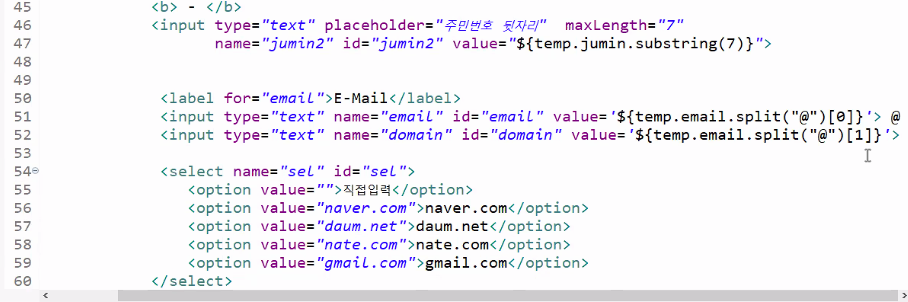 45 <b> - </b>
46 <input type="text" placeholder="주민번호 뒷자리"  maxLength="7"
47 name="jumin2" id="jumin2" value="${temp.jumin.substring(7)}">
48
49
50 <label for="email">E-Mail</label>
51 <input type="text" name="email" id="email" value='${temp.email.split("@")[0]}'> @
52 <input type="text" name="domain" id="domain" value='${temp.email.split("@")[1]}'>
53
54 <select name="sel" id="sel">
55 <option value="">직접입력</option>
56 <option value="naver.com">naver.com</option>
57 <option value="daum.net">daum.net</option>
58 <option value="nate.com">nate.com</option>
59 <option value="gmail.com">gmail.com</option>
60 </select>